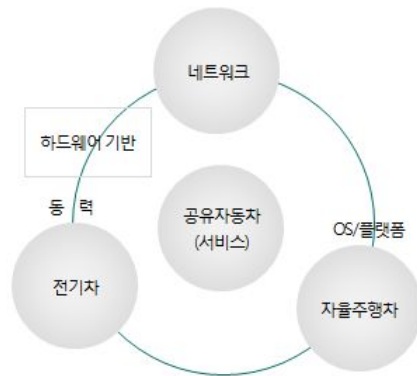 네트워크
하드웨어 기반
동 력
공유자동차
(서비스)
OS/플랫폼
전기차
자율주행차